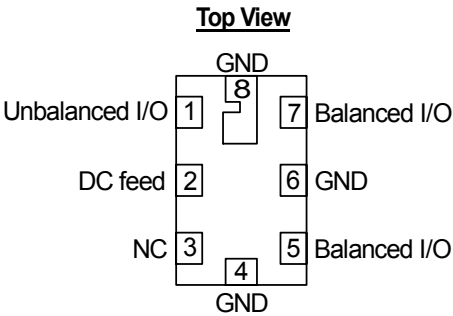 Top View
GND
8
Unbalanced I/O 1 7 Balanced I/O
DC feed 2 6 GND
NC 3 5 Balanced I/O
4
GND